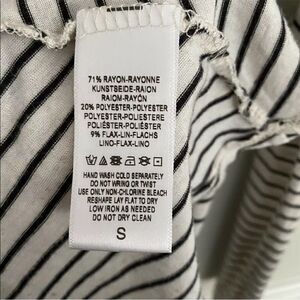 71% RAYON-RAYONNE
KUNSTSEIDE-RAION
RAIOM-RAYÓN
20% POLYESTER-POLYESTER
POLYESTER-POLIESTERE
POLIÉSTER-POLIÉSTER
9% FLAX-LIN-FLACHS
LINO-FLAX-LINO
HAND WASH COLD SEPARATELY
DO NOT WRING OR TWIST
USE ONLY NON-CHLORINE BLEACH
RESHAPE LAY FLAT TO DRY
LOW IRON AS NEEDED
DO NOT DRY CLEAN
S